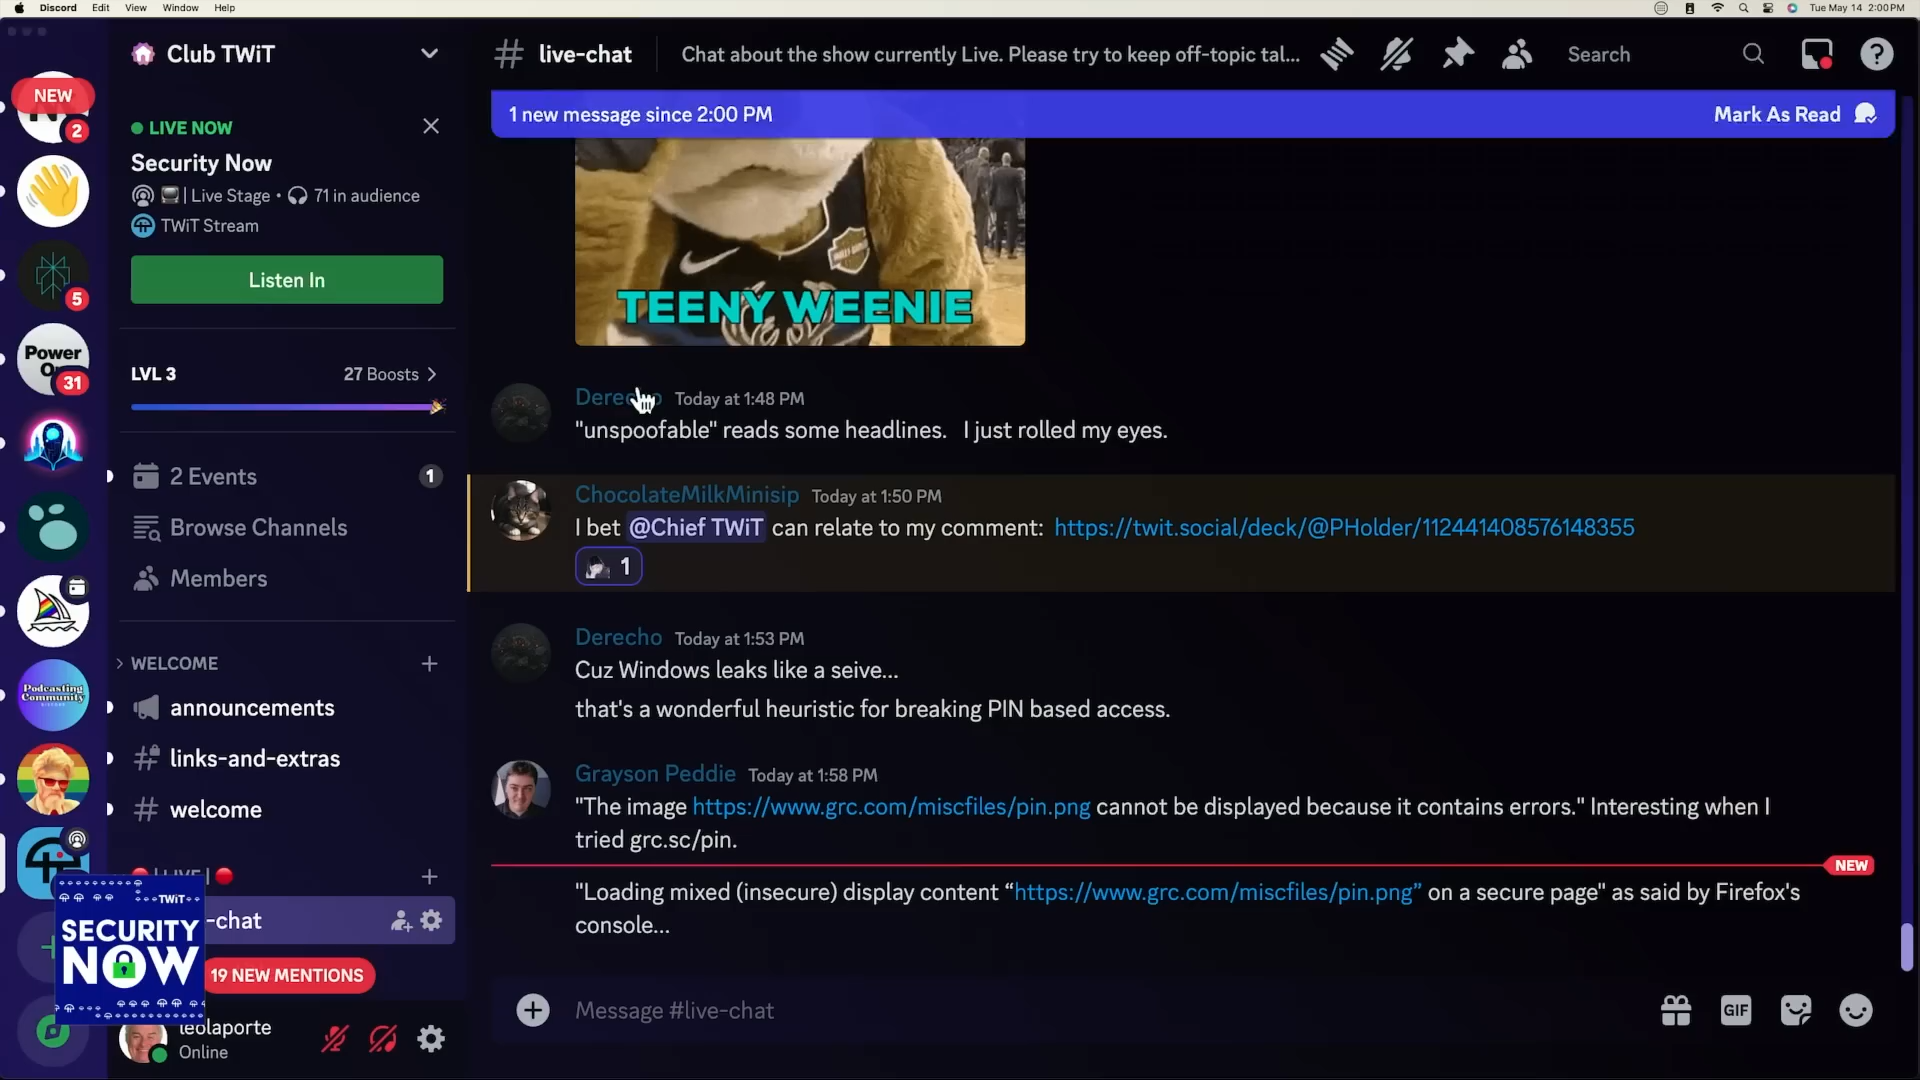 Discord Edit View Window Help
Tue May 14 2:00 PM
NEW
2
5
Power
31
Podcasting
Community
Club TWiT
LIVE NOW
Security Now
| Live Stage • 71 in audience
TWiT Stream
Listen In
LVL 3 27 Boosts
2 Events 1
Browse Channels
Members
WELCOME
announcements
links-and-extras
welcome
| LIVE |
-chat
19 NEW MENTIONS
TWiT
SECURITY
NOW
leolaporte
Online
# live-chat Chat about the show currently Live. Please try to keep off-topic tal... Search
1 new message since 2:00 PM Mark As Read
TEENY WEENIE
Derecho Today at 1:48 PM
"unspoofable" reads some headlines. I just rolled my eyes.
ChocolateMilkMinisip Today at 1:50 PM
I bet @Chief TWiT can relate to my comment: https://twit.social/deck/@PHolder/112441408576148355
1
Derecho Today at 1:53 PM
Cuz Windows leaks like a seive...
that's a wonderful heuristic for breaking PIN based access.
Grayson Peddie Today at 1:58 PM
"The image https://www.grc.com/miscfiles/pin.png cannot be displayed because it contains errors." Interesting when I
tried grc.sc/pin.
NEW
"Loading mixed (insecure) display content “https://www.grc.com/miscfiles/pin.png” on a secure page" as said by Firefox's
console...
Message #live-chat
GIF